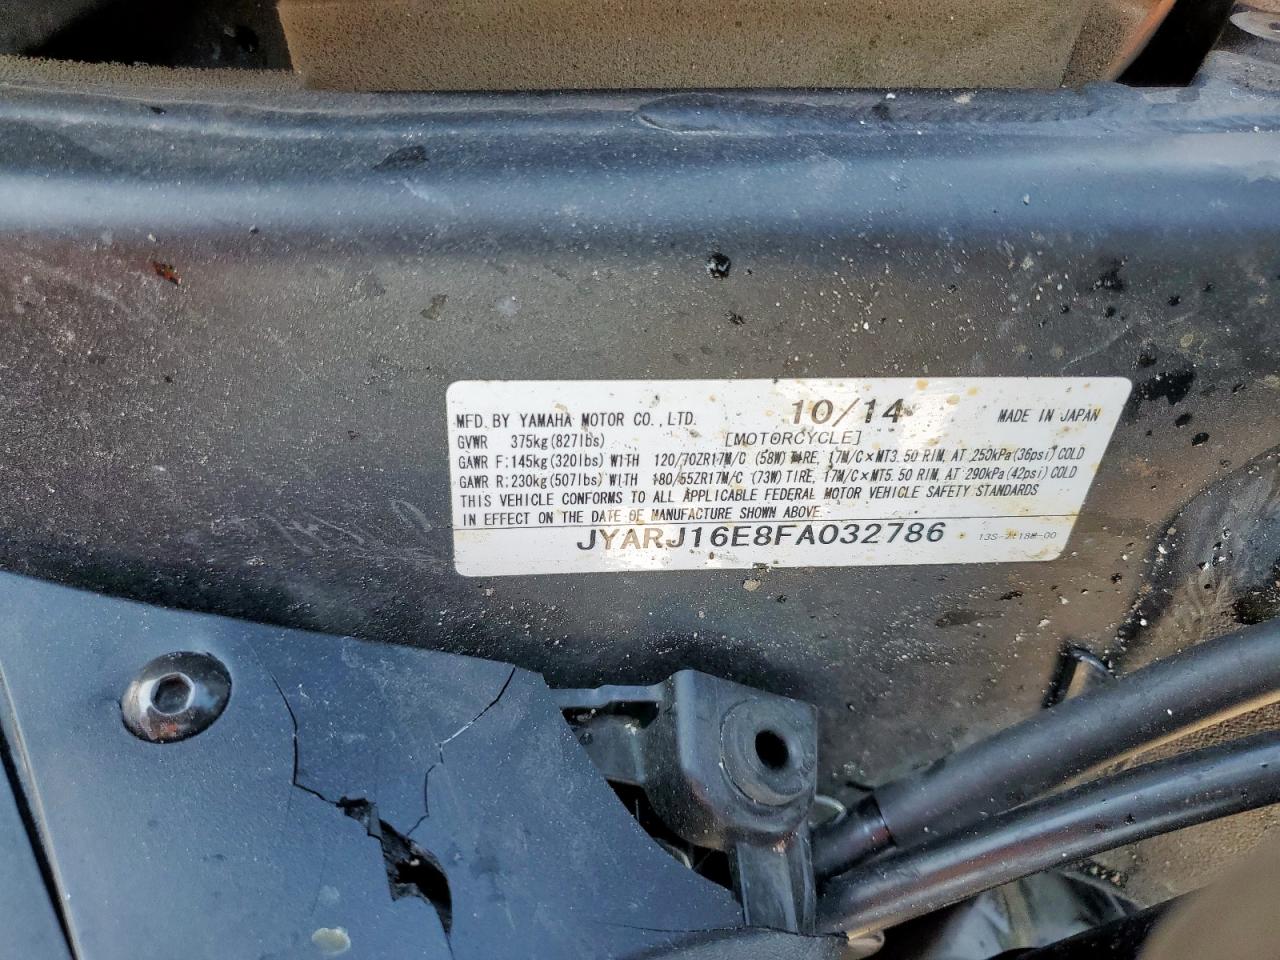 MFD. BY YAMAHA MOTOR CO., LTD. 10/14 MADE IN JAPAN
GVWR 375kg(827lbs) [MOTORCYCLE]
GAWR F:145kg(320lbs) WITH 120/70ZR17M/C (58W) TIRE, 17M/C×MT3.50 RIM, AT 250kPa(36psi) COLD
GAWR R:230kg(507lbs) WITH 180/55ZR17M/C (73W) TIRE, 17M/C×MT5.50 RIM, AT 290kPa(42psi) COLD
THIS VEHICLE CONFORMS TO ALL APPLICABLE FEDERAL MOTOR VEHICLE SAFETY STANDARDS
IN EFFECT ON THE DATE OF MANUFACTURE SHOWN ABOVE.
JYARJ16E8FA032786